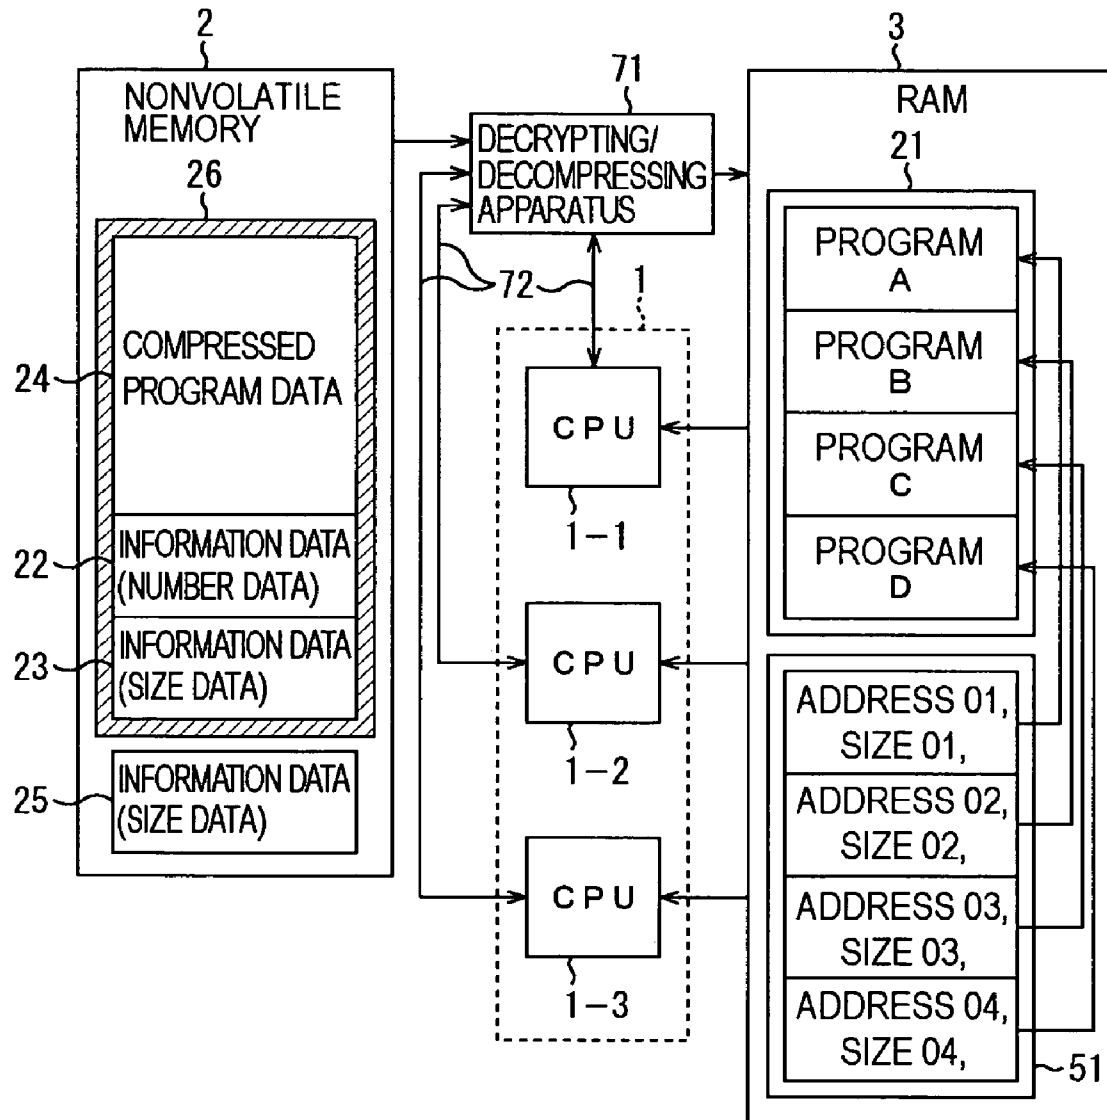 2
NONVOLATILE
MEMORY
26
24
COMPRESSED
PROGRAM DATA
22
INFORMATION DATA
(NUMBER DATA)
23
INFORMATION DATA
(SIZE DATA)
25
INFORMATION DATA
(SIZE DATA)
71
DECRYPTING/
DECOMPRESSING
APPARATUS
72
1
CPU
1-1
CPU
1-2
CPU
1-3
3
RAM
21
PROGRAM
A
PROGRAM
B
PROGRAM
C
PROGRAM
D
ADDRESS 01,
SIZE 01,
ADDRESS 02,
SIZE 02,
ADDRESS 03,
SIZE 03,
ADDRESS 04,
SIZE 04,
51